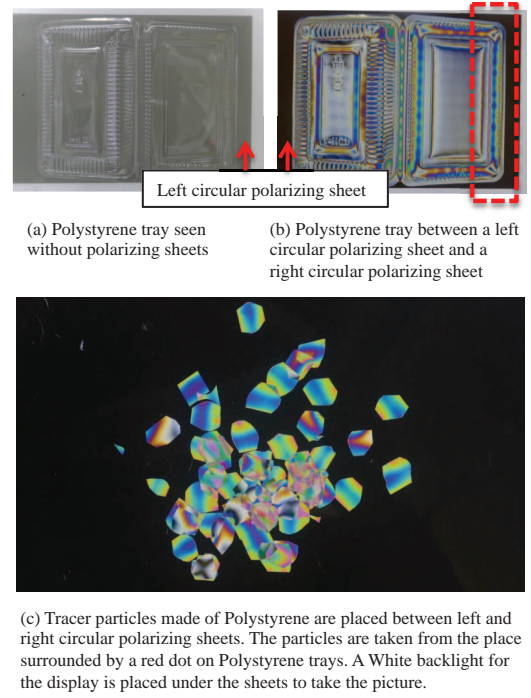 Left circular polarizing sheet
(a) Polystyrene tray seen
without polarizing sheets
(b) Polystyrene tray between a left
circular polarizing sheet and a
right circular polarizing sheet
(c) Tracer particles made of Polystyrene are placed between left and
right circular polarizing sheets. The particles are taken from the place
surrounded by a red dot on Polystyrene trays. A White backlight for
the display is placed under the sheets to take the picture.